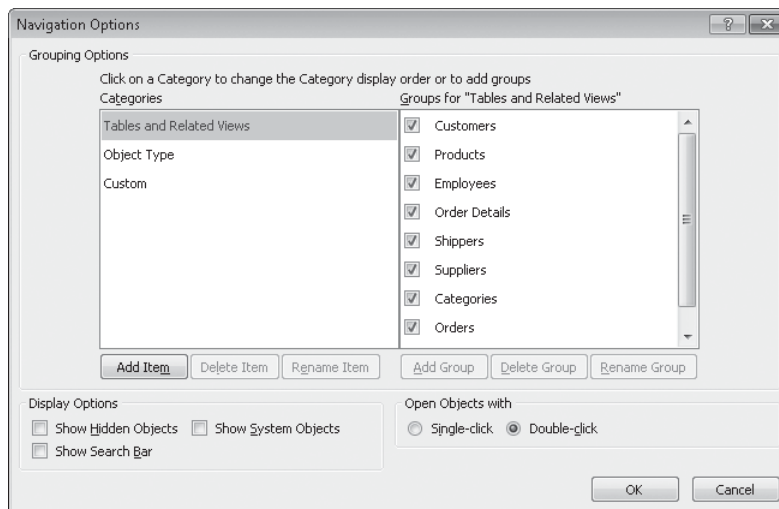 Navigation Options
Grouping Options
Click on a Category to change the Category display order or to add groups
Categories
Groups for "Tables and Related Views"
Tables and Related Views
Object Type
Custom
Customers
Products
Employees
Order Details
Shippers
Suppliers
Categories
Orders
Add Item Delete Item Rename Item
Add Group Delete Group Rename Group
Display Options
Show Hidden Objects Show System Objects
Show Search Bar
Open Objects with
Single-click Double-click
OK Cancel